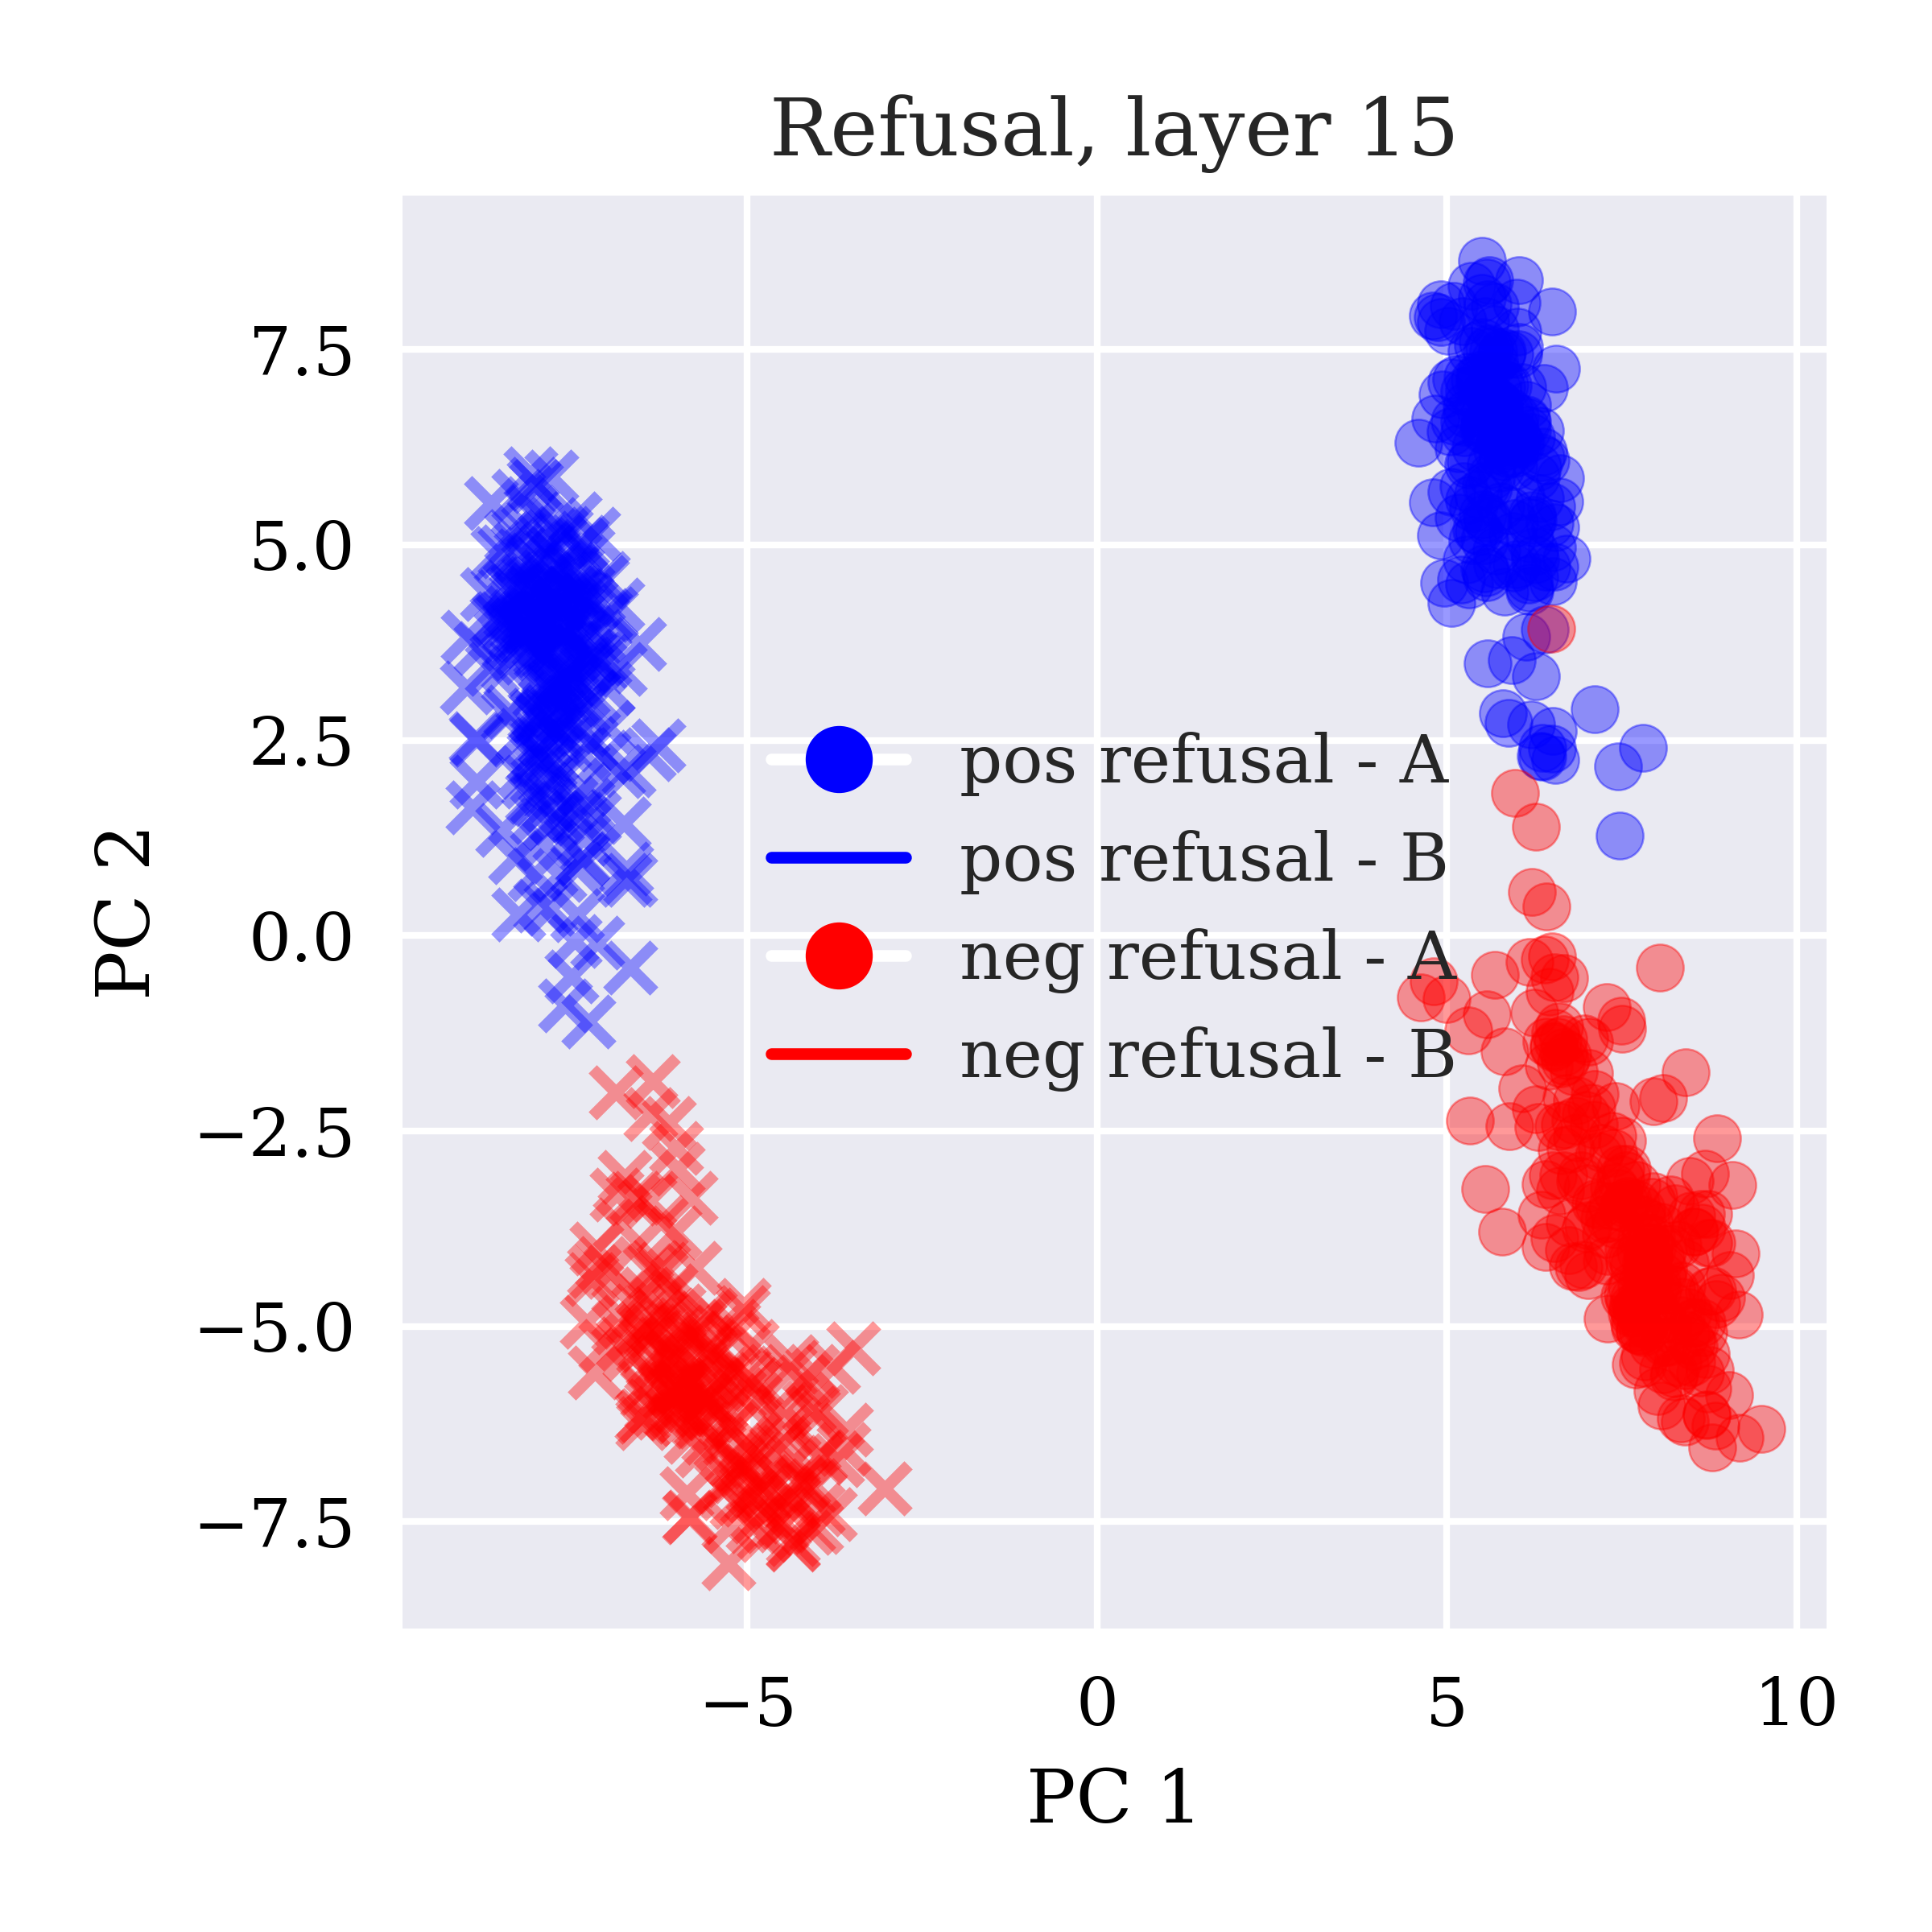 Refusal, layer 15
PC 2
7.5
5.0
2.5
0.0
−2.5
−5.0
−7.5
pos refusal - A
pos refusal - B
neg refusal - A
neg refusal - B
−5 0 5 10
PC 1